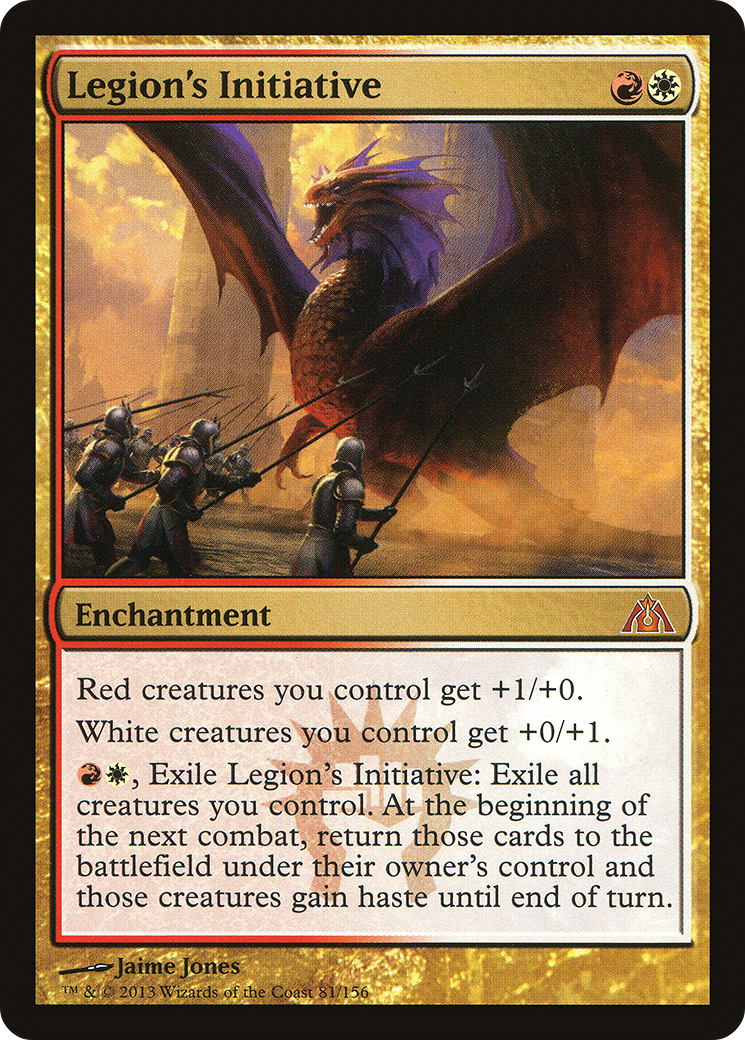 Legion's Initiative
Enchantment
Red creatures you control get +1/+0.
White creatures you control get +0/+1.
, Exile Legion's Initiative: Exile all
creatures you control. At the beginning of
the next combat, return those cards to the
battlefield under their owner's control and
those creatures gain haste until end of turn.
Jaime Jones
™ & © 2013 Wizards of the Coast 81/156